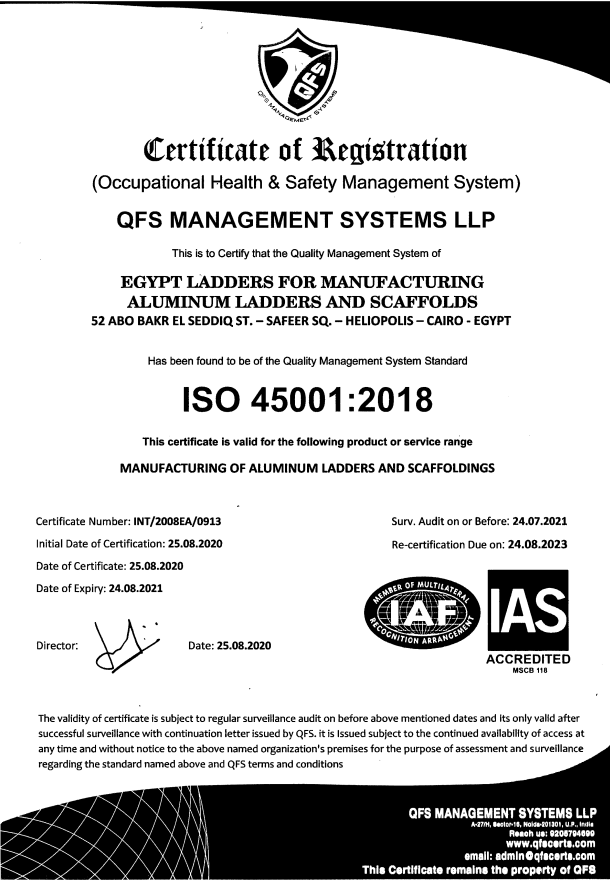 QFS
QFS MANAGEMENT SYSTEMS
Certificate of Registration
(Occupational Health & Safety Management System)
QFS MANAGEMENT SYSTEMS LLP
This is to Certify that the Quality Management System of
EGYPT LADDERS FOR MANUFACTURING
ALUMINUM LADDERS AND SCAFFOLDS
52 ABO BAKR EL SEDDIQ ST. – SAFEER SQ. – HELIOPOLIS – CAIRO - EGYPT
Has been found to be of the Quality Management System Standard
ISO 45001:2018
This certificate is valid for the following product or service range
MANUFACTURING OF ALUMINUM LADDERS AND SCAFFOLDINGS
Certificate Number: INT/2008EA/0913
Surv. Audit on or Before: 24.07.2021
Initial Date of Certification: 25.08.2020
Re-certification Due on: 24.08.2023
Date of Certificate: 25.08.2020
Date of Expiry: 24.08.2021
MEMBER OF MULTILATERAL
IAF
RECOGNITION ARRANGEMENT
IAS
ACCREDITED
MSCB 118
Director:
Date: 25.08.2020
The validity of certificate is subject to regular surveillance audit on before above mentioned dates and its only valid after
successful surveillance with continuation letter issued by QFS. it is Issued subject to the continued availability of access at
any time and without notice to the above named organization's premises for the purpose of assessment and surveillance
regarding the standard named above and QFS terms and conditions
QFS MANAGEMENT SYSTEMS LLP
A-27/H, Sector-16, Noida-201301, U.P., India
Reach us: 9205794699
www.qfscerts.com
email: admin@qfscerts.com
This Certificate remains the property of QFS